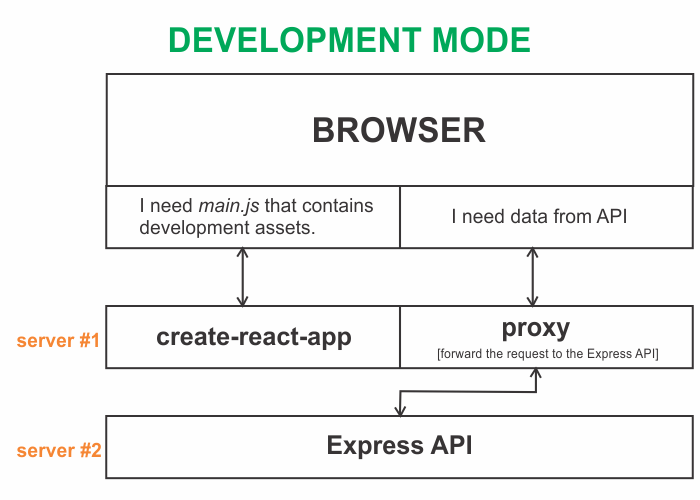 DEVELOPMENT MODE
BROWSER
I need main.js that contains
development assets.
I need data from API
server #1
create-react-app
proxy
[forward the request to the Express API]
server #2
Express API